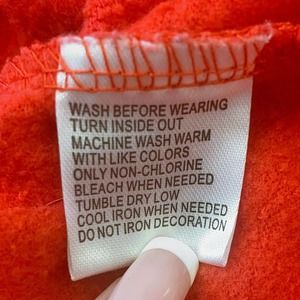 WASH BEFORE WEARING
TURN INSIDE OUT
MACHINE WASH WARM
WITH LIKE COLORS
ONLY NON-CHLORINE
BLEACH WHEN NEEDED
TUMBLE DRY LOW
COOL IRON WHEN NEEDED
DO NOT IRON DECORATION